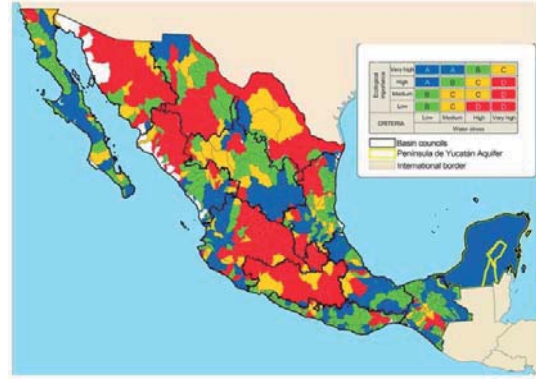 Ecological
importance
Very high A A B C
High A B C D
Medium B C C D
Low B C D D
CRITERIA Low Medium High Very high
Water stress
Basin councils
Península de Yucatán Aquifer
International border